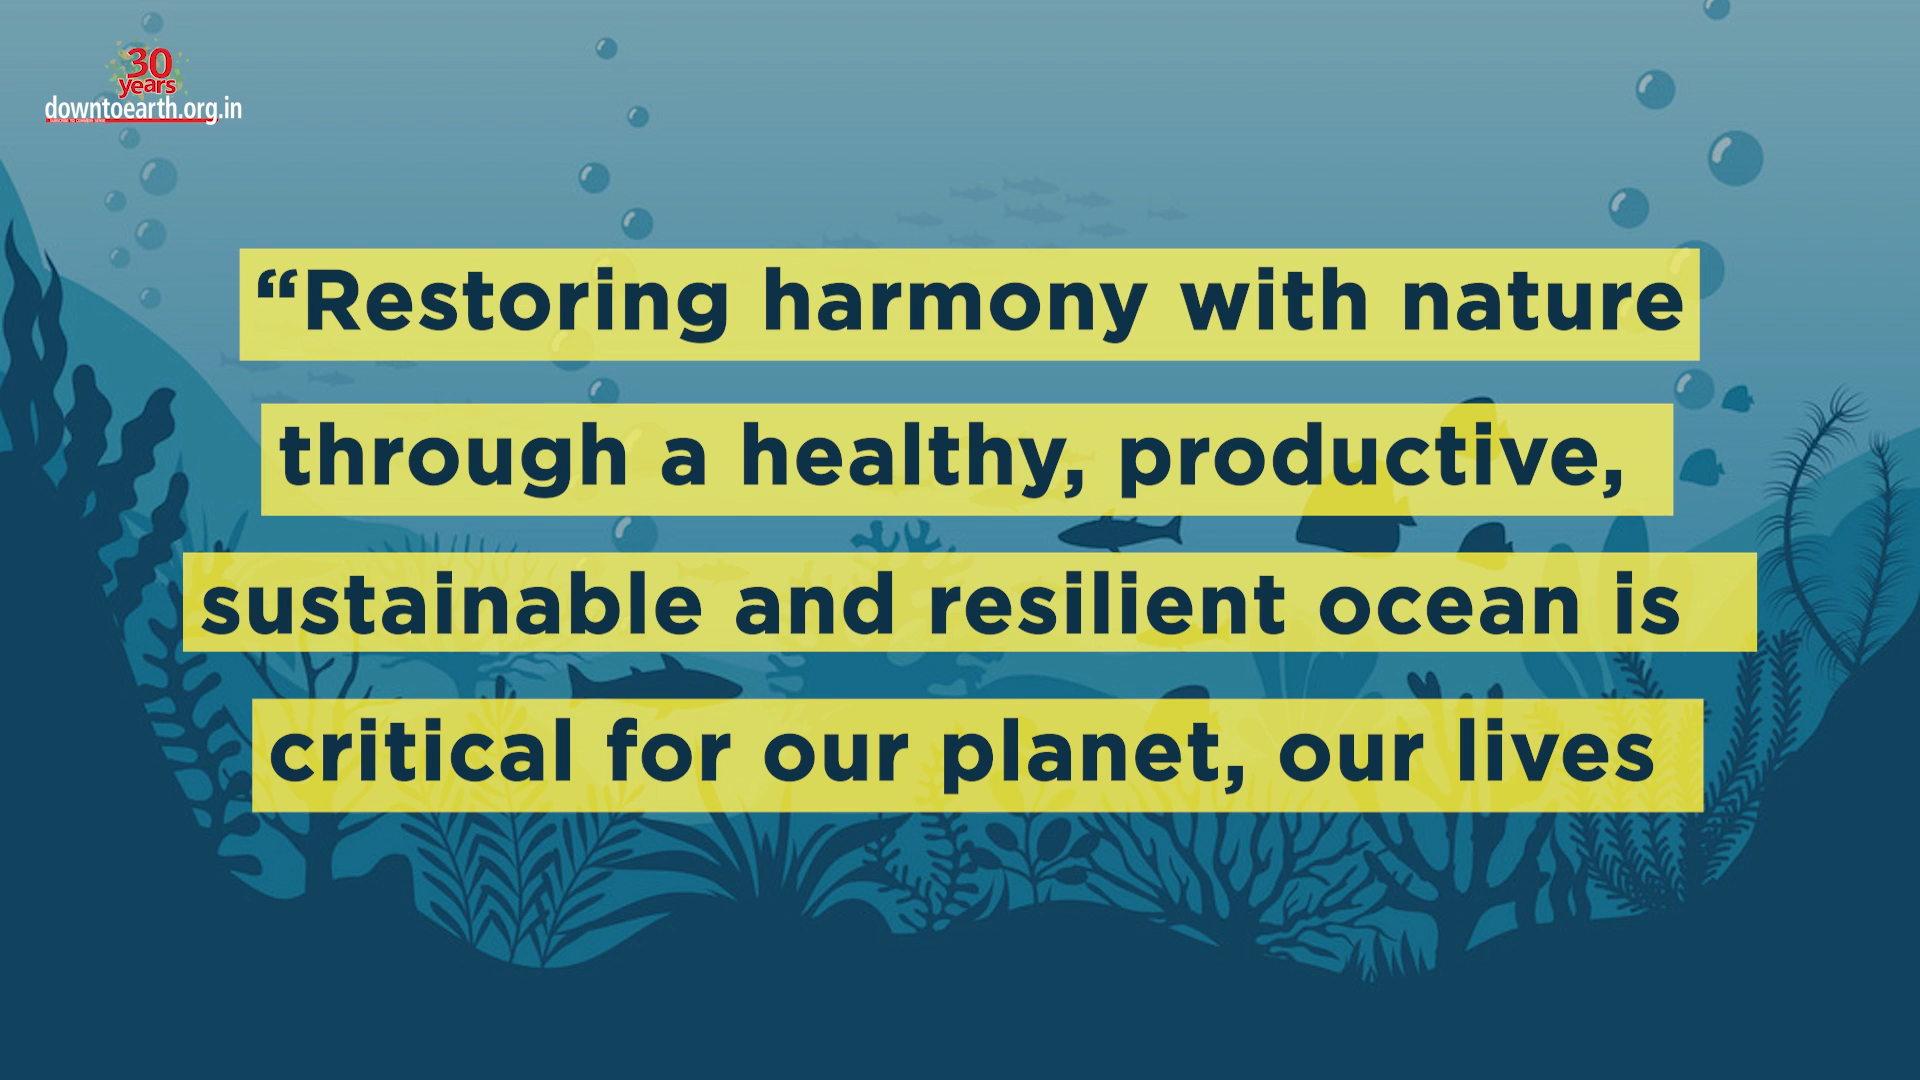 30
years
downtoearth.org.in
“Restoring harmony with nature
through a healthy, productive,
sustainable and resilient ocean is
critical for our planet, our lives